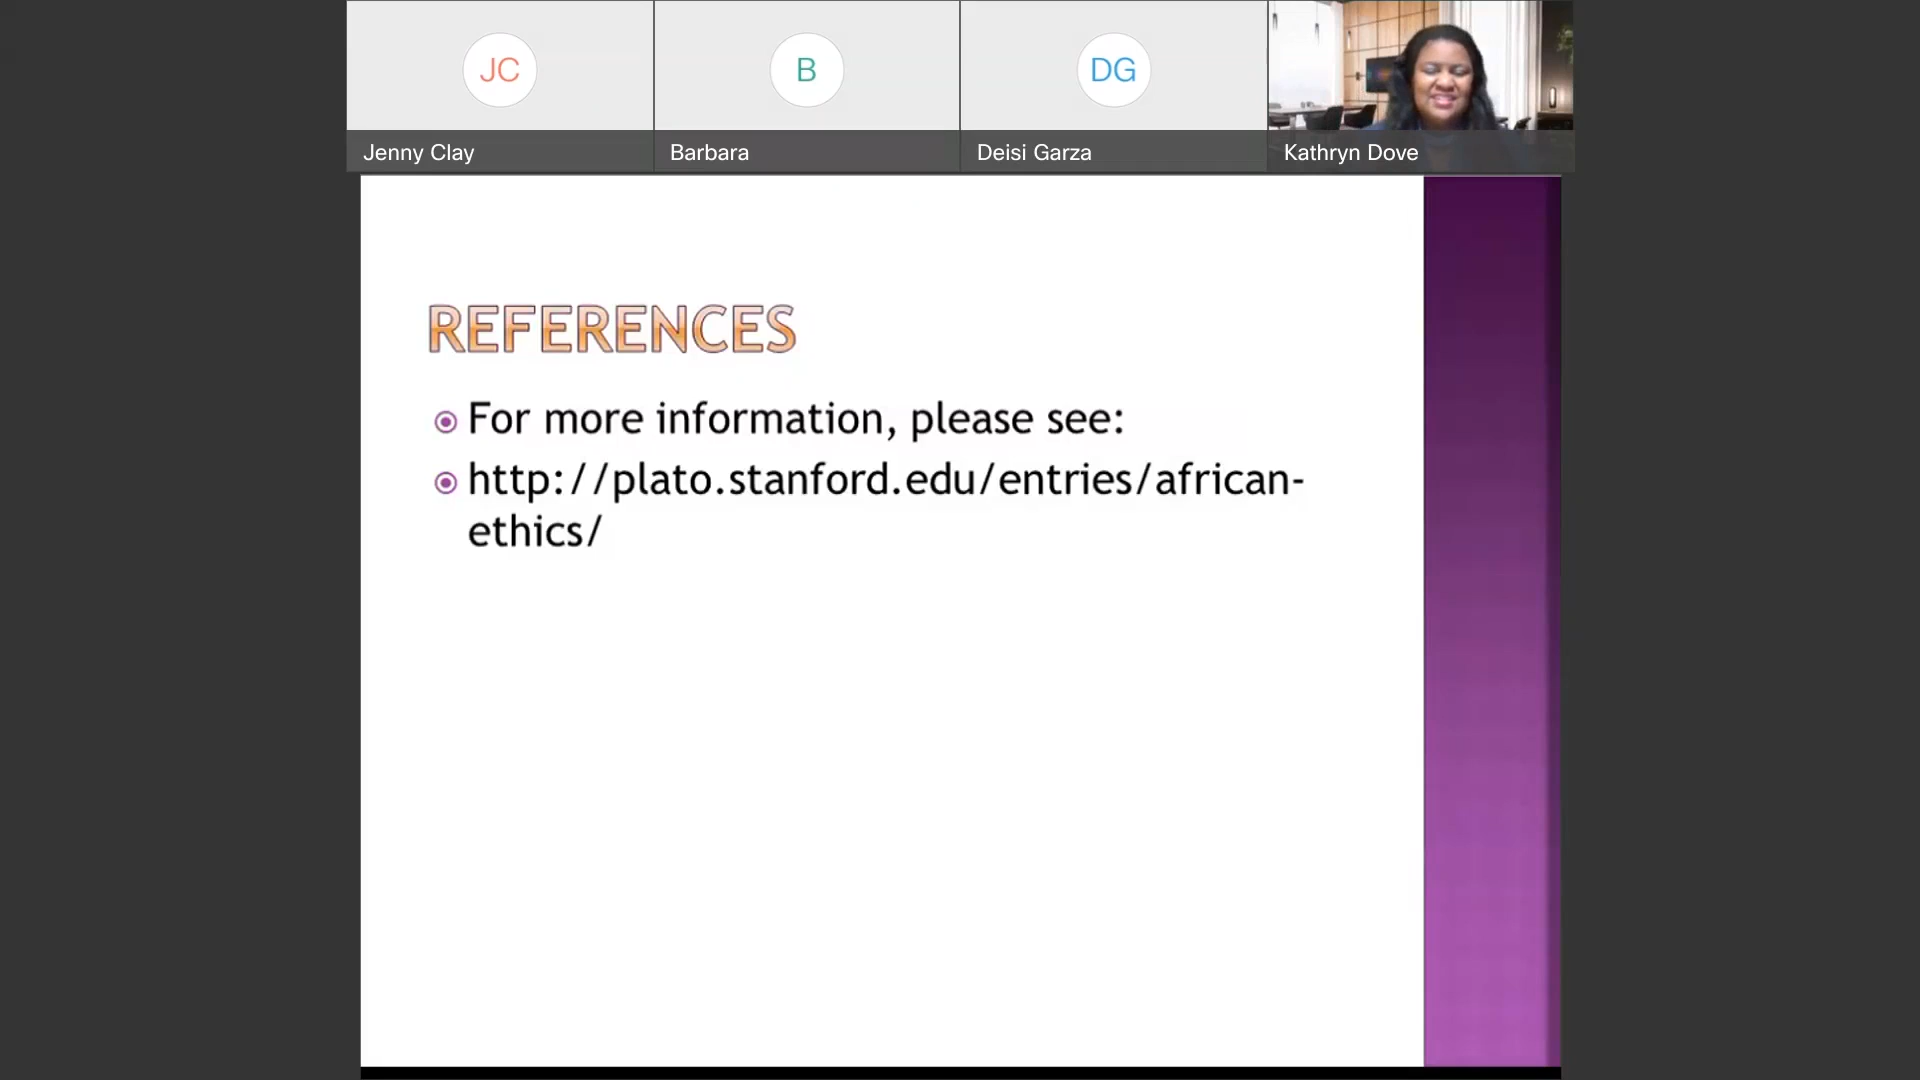 JC
B
DG
Jenny Clay
Barbara
Deisi Garza
Kathryn Dove
REFERENCES
For more information, please see:
http://plato.stanford.edu/entries/african-
ethics/